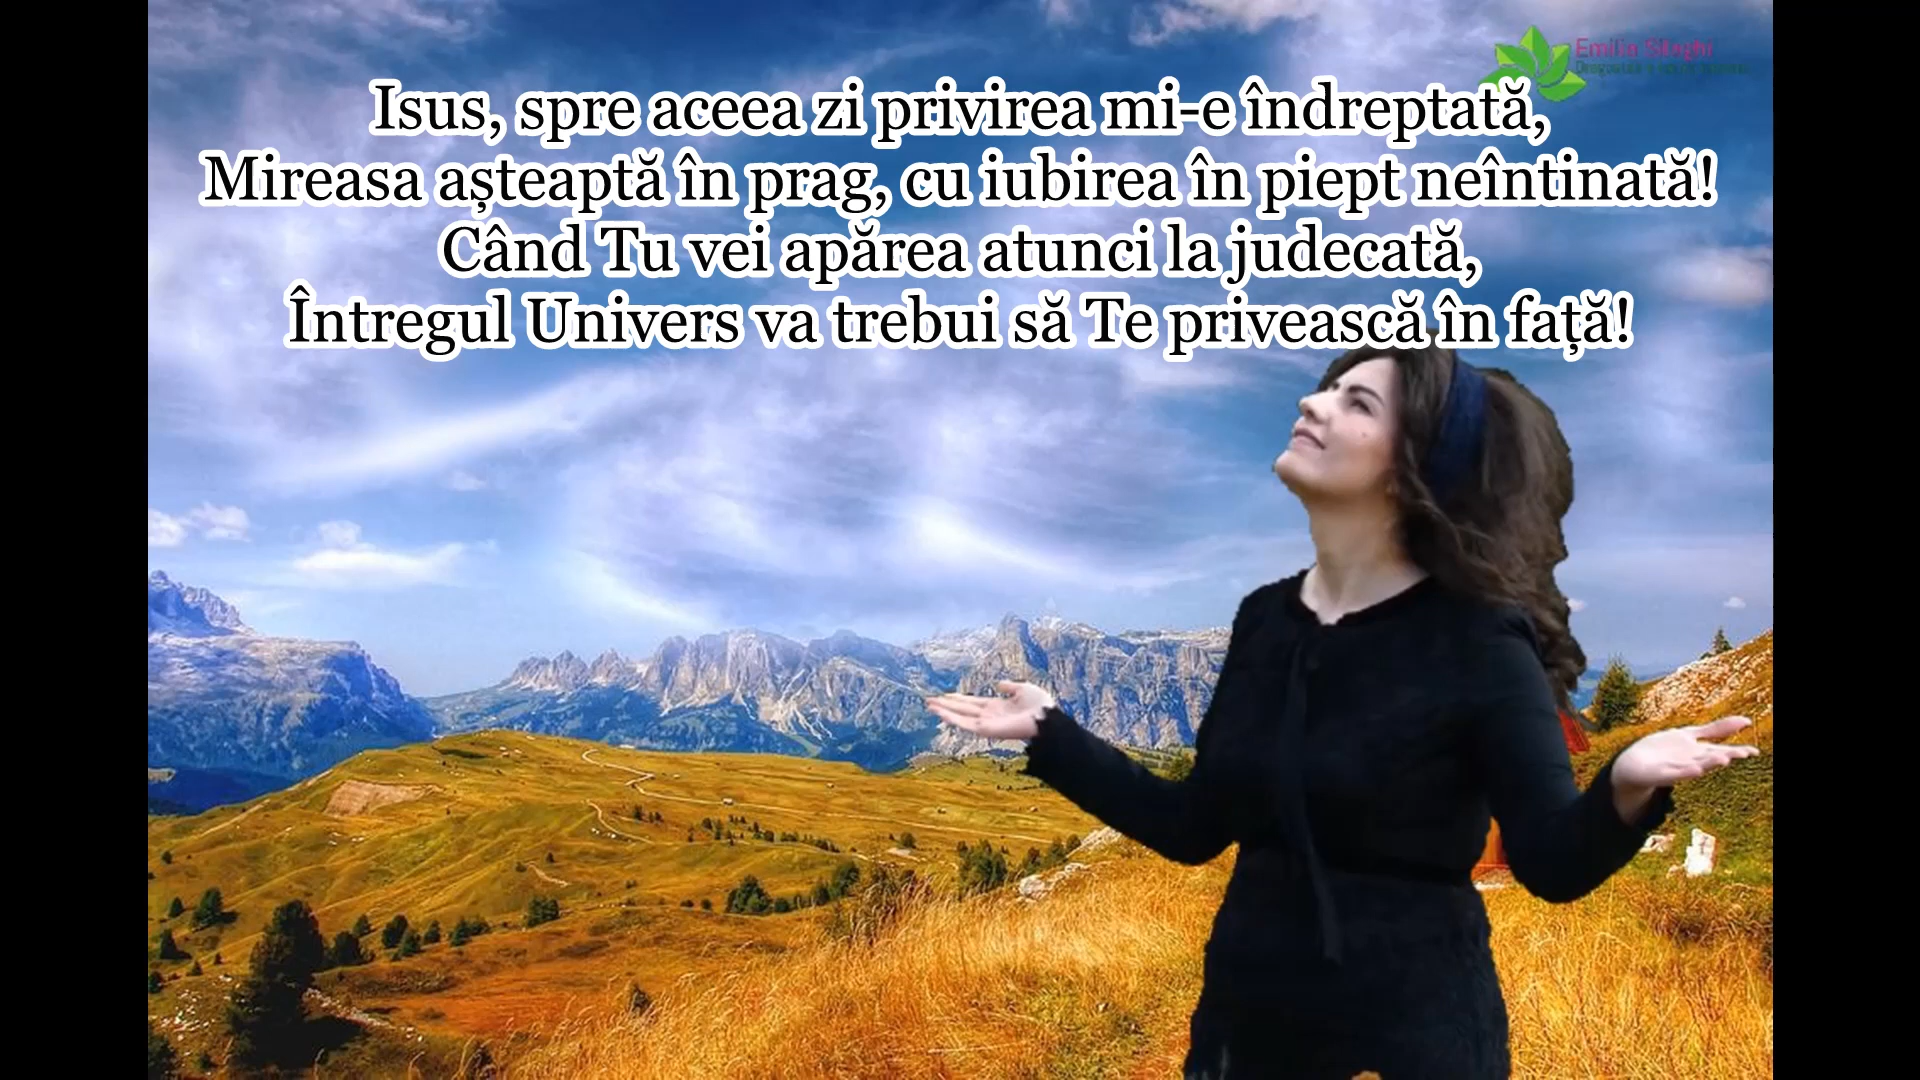 Emilia
Isus, spre aceea zi privirea mi-e îndreptată,
Mireasa așteaptă în prag, cu iubirea în piept neîntinată!
Când Tu vei apărea atunci la judecată,
Întregul Univers va trebui să Te privească în față!